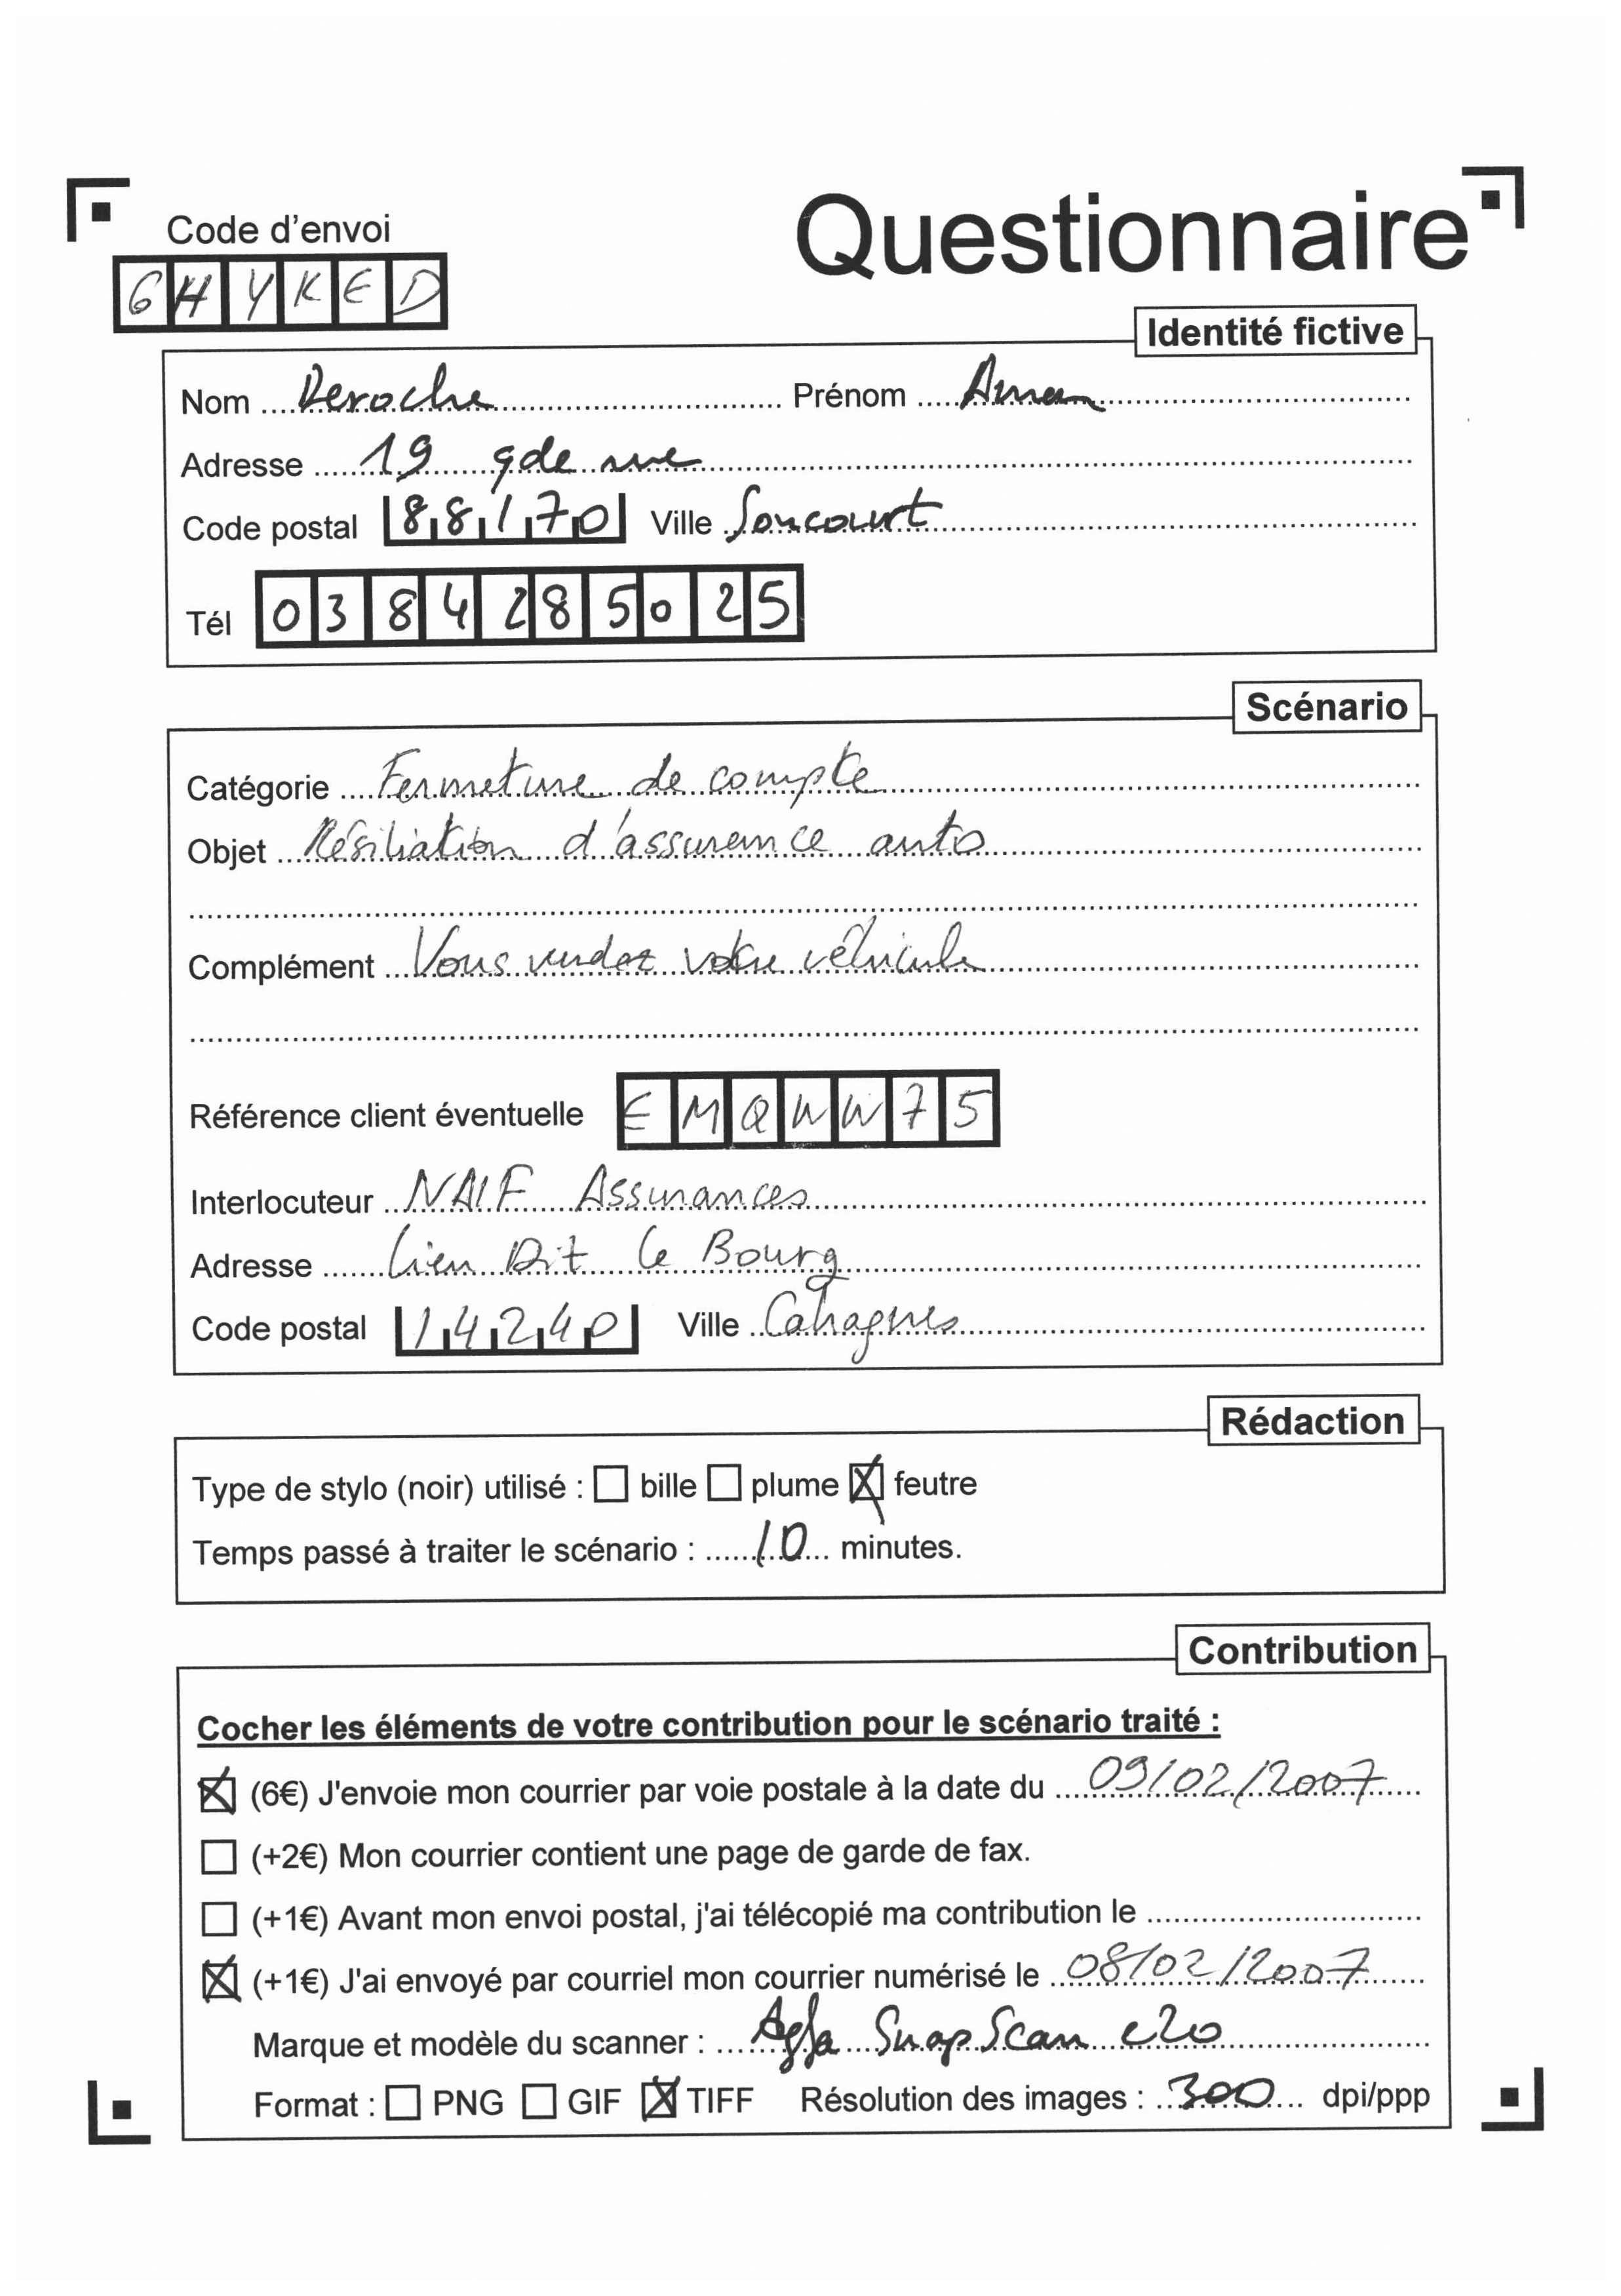 Questionnaire
Code d'envoi
GHYKED
Identité fictive
Nom Deroche Prénom
Adresse 19 gde rue
Code postal 88170 Ville Soncourt
Tél 0384285025
Scénario
Catégorie Fermeture de compte
Objet Résiliation d'assurance auto
Complément Vous vendez votre véhicule
Référence client éventuelle EMQWW75
Interlocuteur NAIF Assurances
Adresse Lieu Dit le Bourg
Code postal 14240 Ville Cahagnes
Rédaction
Type de stylo (noir) utilisé : bille plume feutre
Temps passé à traiter le scénario : 10 minutes.
Contribution
Cocher les éléments de votre contribution pour le scénario traité :
(6€) J'envoie mon courrier par voie postale à la date du 09/02/2007
(+2€) Mon courrier contient une page de garde de fax.
(+1€) Avant mon envoi postal, j'ai télécopié ma contribution le
(+1€) J'ai envoyé par courriel mon courrier numérisé le 08/02/2007
Marque et modèle du scanner : Agfa SnapScan e20
Format : PNG GIF TIFF Résolution des images : 300 dpi/ppp